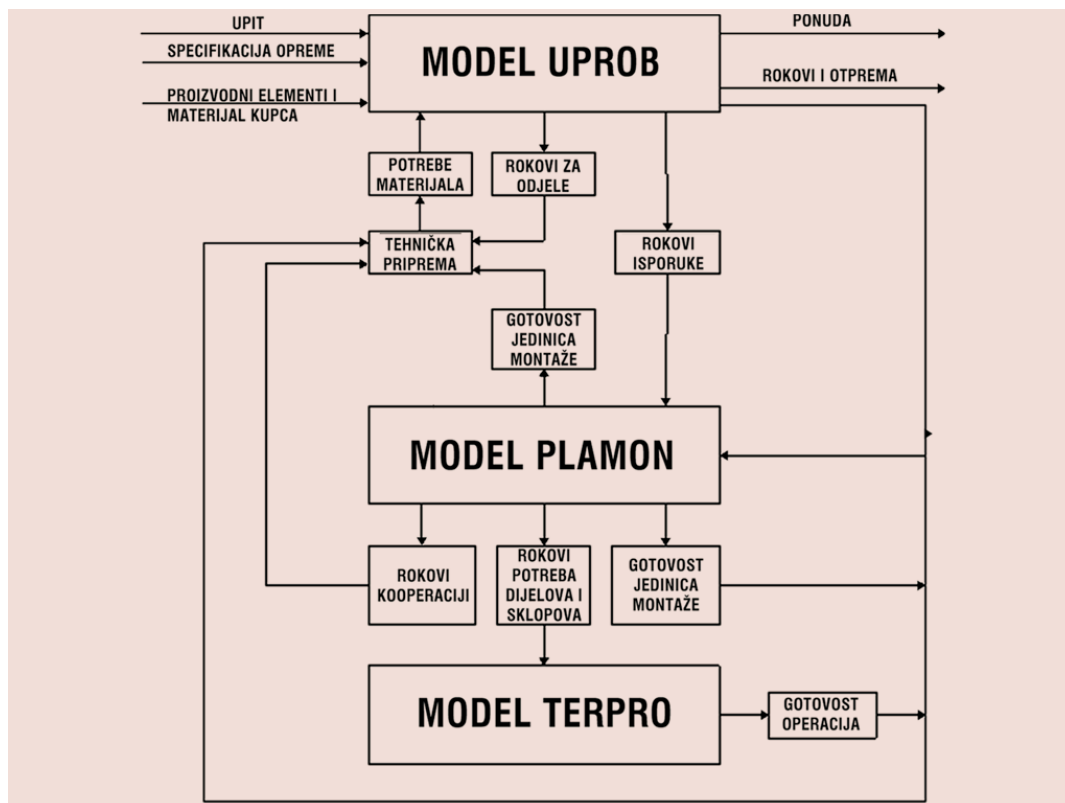 UPIT
SPECIFIKACIJA OPREME
PROIZVODNI ELEMENTI I
MATERIJAL KUPCA
MODEL UPROB
PONUDA
ROKOVI I OTPREMA
POTREBE
MATERIJALA
ROKOVI ZA
ODJELE
TEHNIČKA
PRIPREMA
ROKOVI
ISPORUKE
GOTOVOST
JEDINICA
MONTAŽE
MODEL PLAMON
ROKOVI
KOOPERACIJI
ROKOVI
POTREBA
DIJELOVA I
SKLOPOVA
GOTOVOST
JEDINICA
MONTAŽE
MODEL TERPRO
GOTOVOST
OPERACIJA